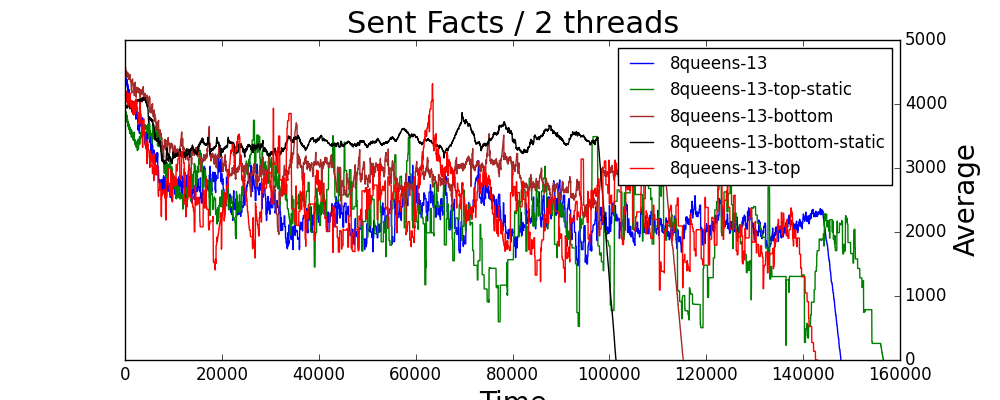 Sent Facts / 2 threads
8queens-13
8queens-13-top-static
8queens-13-bottom
8queens-13-bottom-static
8queens-13-top
5000
4000
3000
2000
1000
0
Average
0 20000 40000 60000 80000 100000 120000 140000 160000
Time